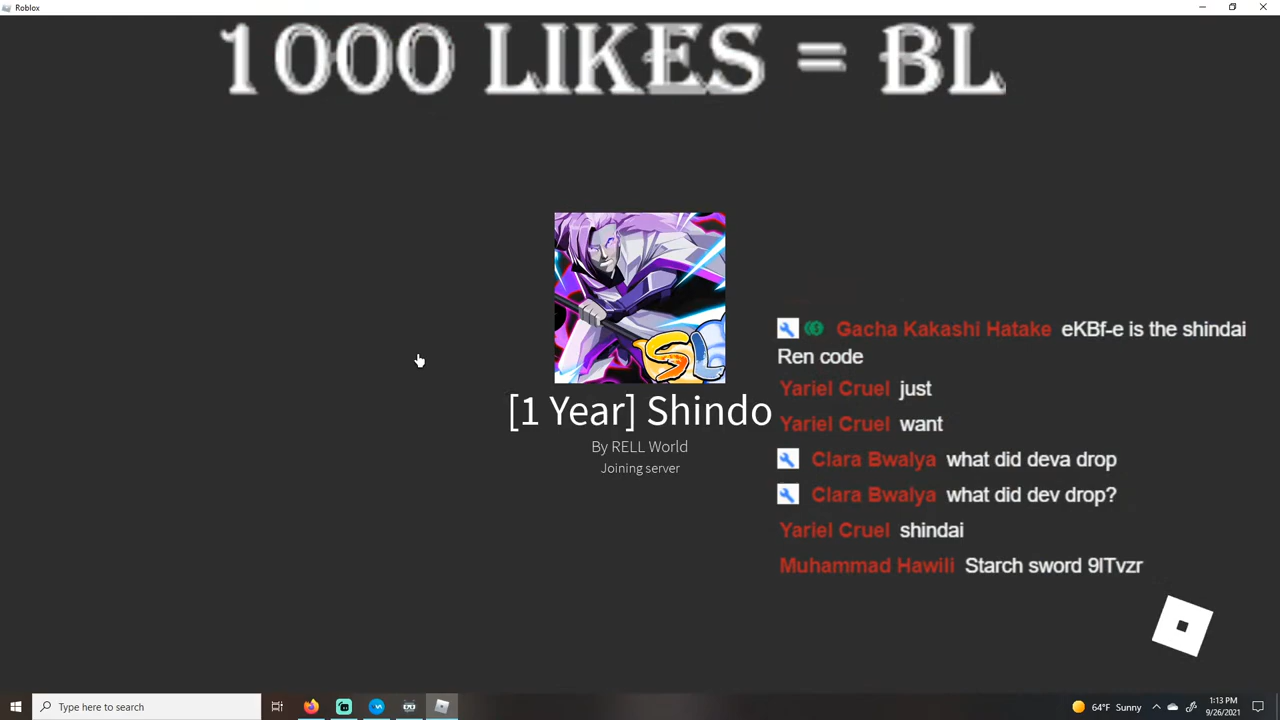 Roblox
1000 LIKES = BL
SL
[1 Year] Shindo
By RELL World
Joining server
Gacha Kakashi Hatake eKBf-e is the shindai
Ren code
Yariel Cruel just
Yariel Cruel want
Clara Bwalya what did deva drop
Clara Bwalya what did dev drop?
Yariel Cruel shindai
Muhammad Hawili Starch sword 9lTvzr
Type here to search
64°F Sunny
1:13 PM
9/26/2021